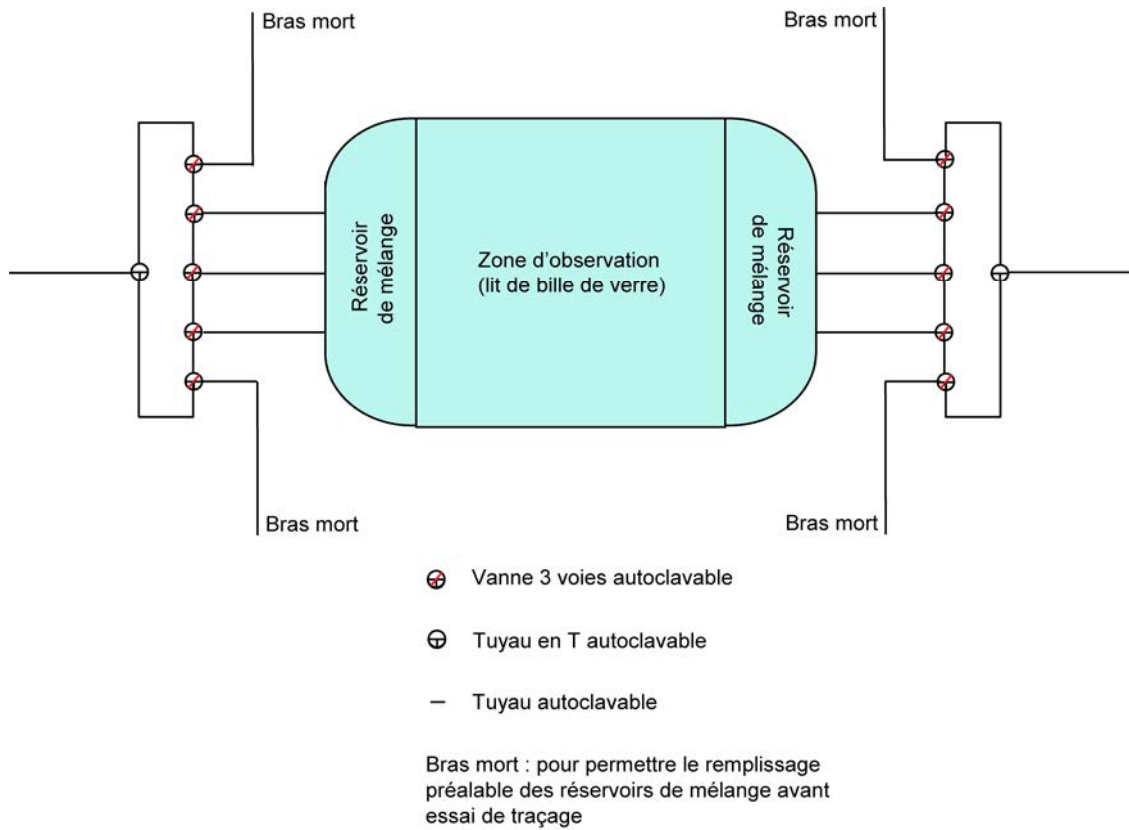 Bras mort
Bras mort
Réservoir
de mélange
Zone d'observation
(lit de bille de verre)
Réservoir
de mélange
Bras mort
Bras mort
Vanne 3 voies autoclavable
Tuyau en T autoclavable
Tuyau autoclavable
Bras mort : pour permettre le remplissage
préalable des réservoirs de mélange avant
essai de traçage